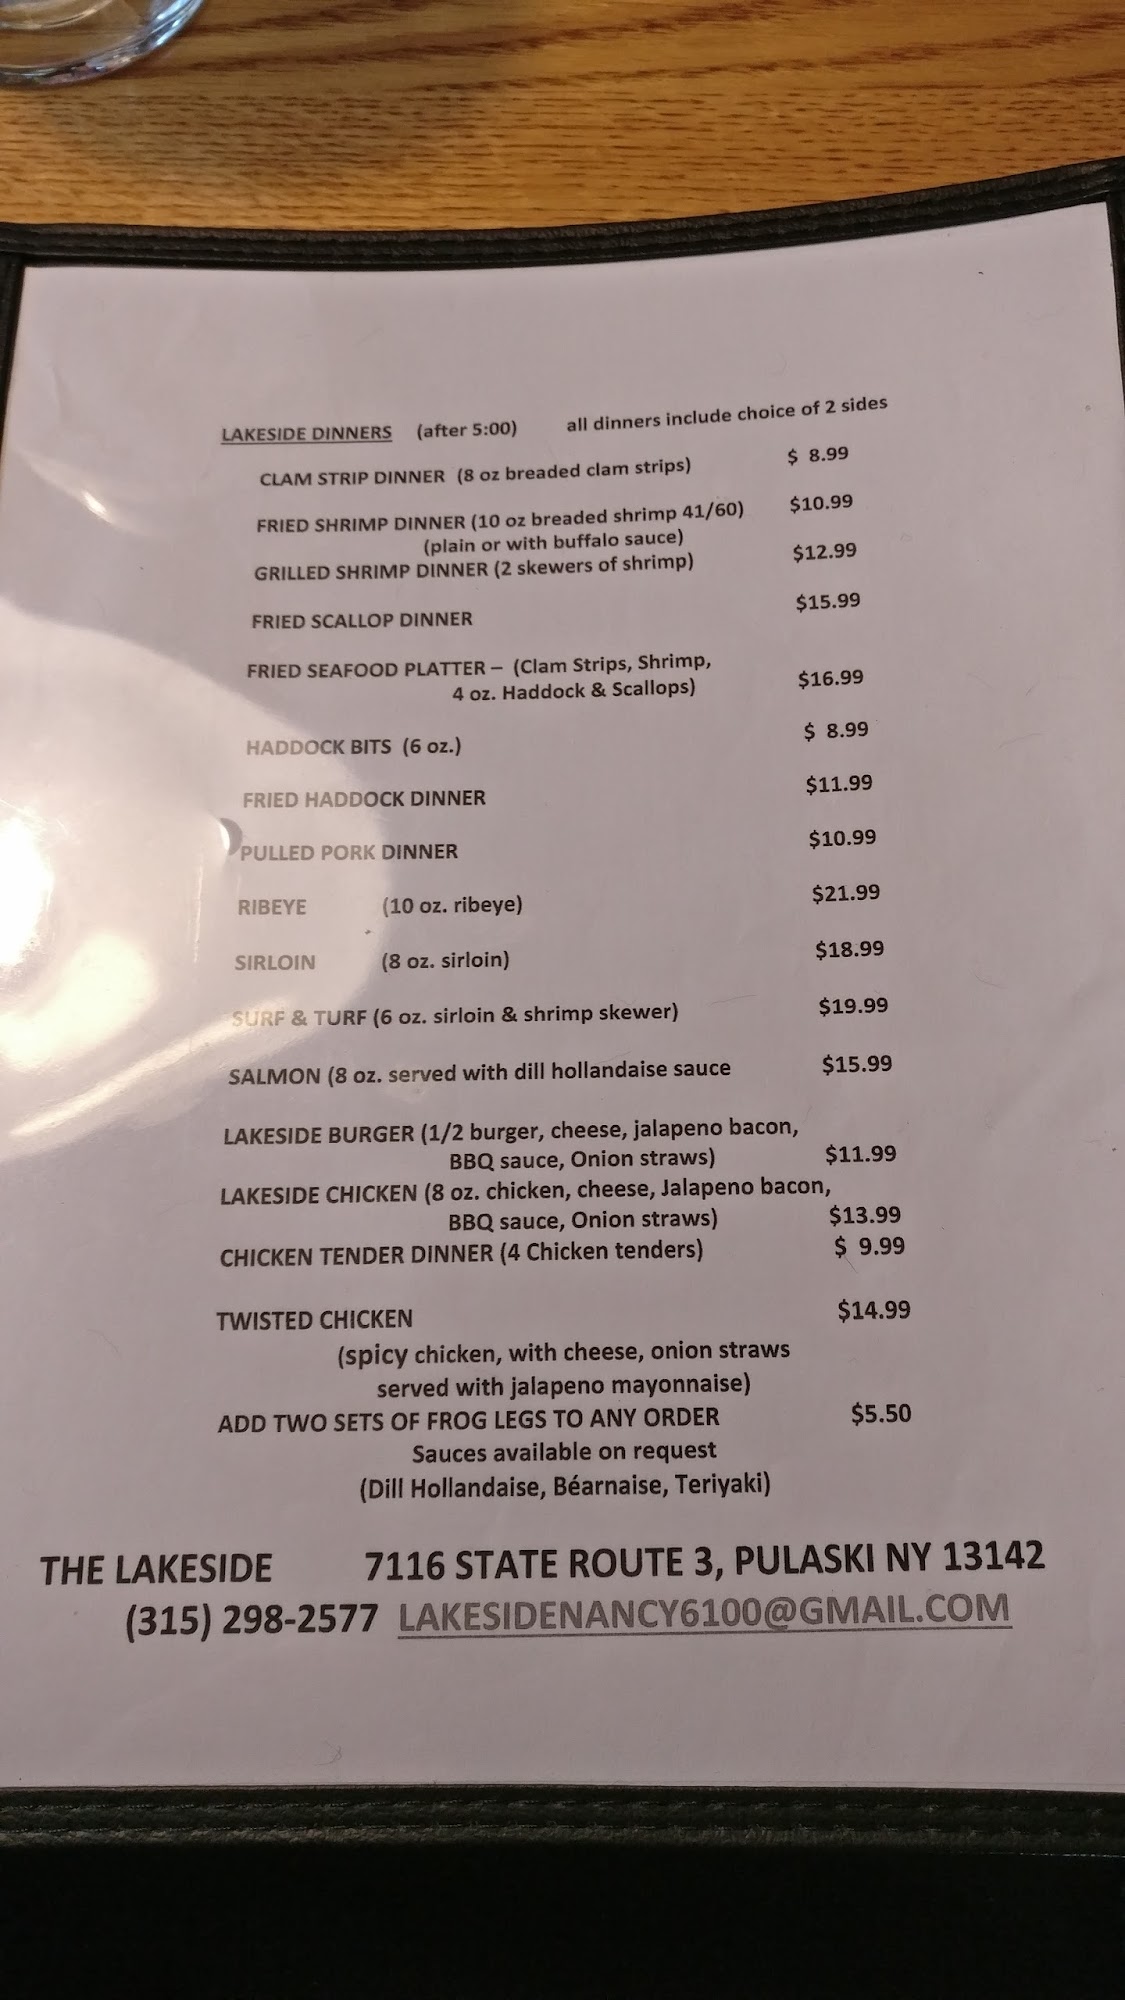 LAKESIDE DINNERS (after 5:00) all dinners include choice of 2 sides
CLAM STRIP DINNER (8 oz breaded clam strips) $ 8.99
FRIED SHRIMP DINNER (10 oz breaded shrimp 41/60) $10.99
(plain or with buffalo sauce)
GRILLED SHRIMP DINNER (2 skewers of shrimp) $12.99
FRIED SCALLOP DINNER $15.99
FRIED SEAFOOD PLATTER – (Clam Strips, Shrimp,
4 oz. Haddock & Scallops) $16.99
HADDOCK BITS (6 oz.) $ 8.99
FRIED HADDOCK DINNER $11.99
PULLED PORK DINNER $10.99
RIBEYE (10 oz. ribeye) $21.99
SIRLOIN (8 oz. sirloin) $18.99
SURF & TURF (6 oz. sirloin & shrimp skewer) $19.99
SALMON (8 oz. served with dill hollandaise sauce $15.99
LAKESIDE BURGER (1/2 burger, cheese, jalapeno bacon,
BBQ sauce, Onion straws) $11.99
LAKESIDE CHICKEN (8 oz. chicken, cheese, Jalapeno bacon,
BBQ sauce, Onion straws) $13.99
CHICKEN TENDER DINNER (4 Chicken tenders) $ 9.99
TWISTED CHICKEN $14.99
(spicy chicken, with cheese, onion straws
served with jalapeno mayonnaise)
ADD TWO SETS OF FROG LEGS TO ANY ORDER $5.50
Sauces available on request
(Dill Hollandaise, Béarnaise, Teriyaki)
THE LAKESIDE 7116 STATE ROUTE 3, PULASKI NY 13142
(315) 298-2577 LAKESIDENANCY6100@GMAIL.COM